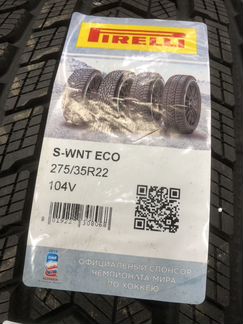 PIRELLI
S-WNT ECO
275/35R22
104V
ОФИЦИАЛЬНЫЙ СПОНСОР
ЧЕМПИОНАТА МИРА
ПО ХОККЕЮ